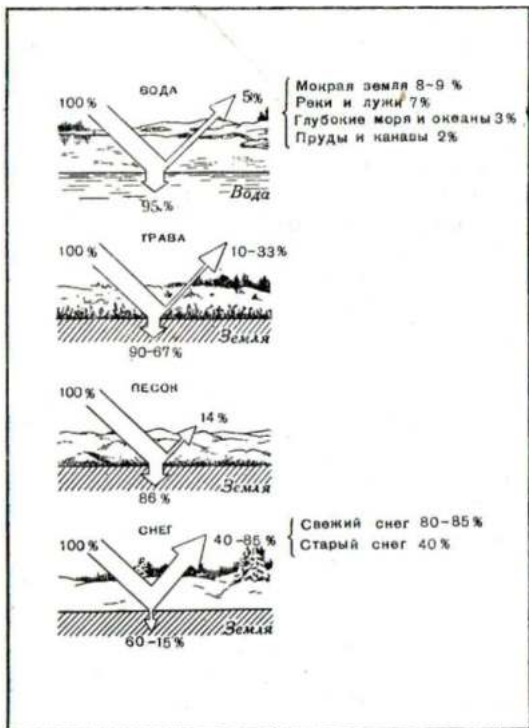 ВОДА
100%
5%
Мокрая земля 8-9 %
Реки и лужи 7%
Глубокие моря и океаны 3%
Пруды и канавы 2%
Вода
95%
ТРАВА
100%
10-33%
Земля
90-67%
ПЕСОК
100%
14%
Земля
86%
СНЕГ
100%
40-85%
Свежий снег 80-85%
Старый снег 40%
Земля
60-15%